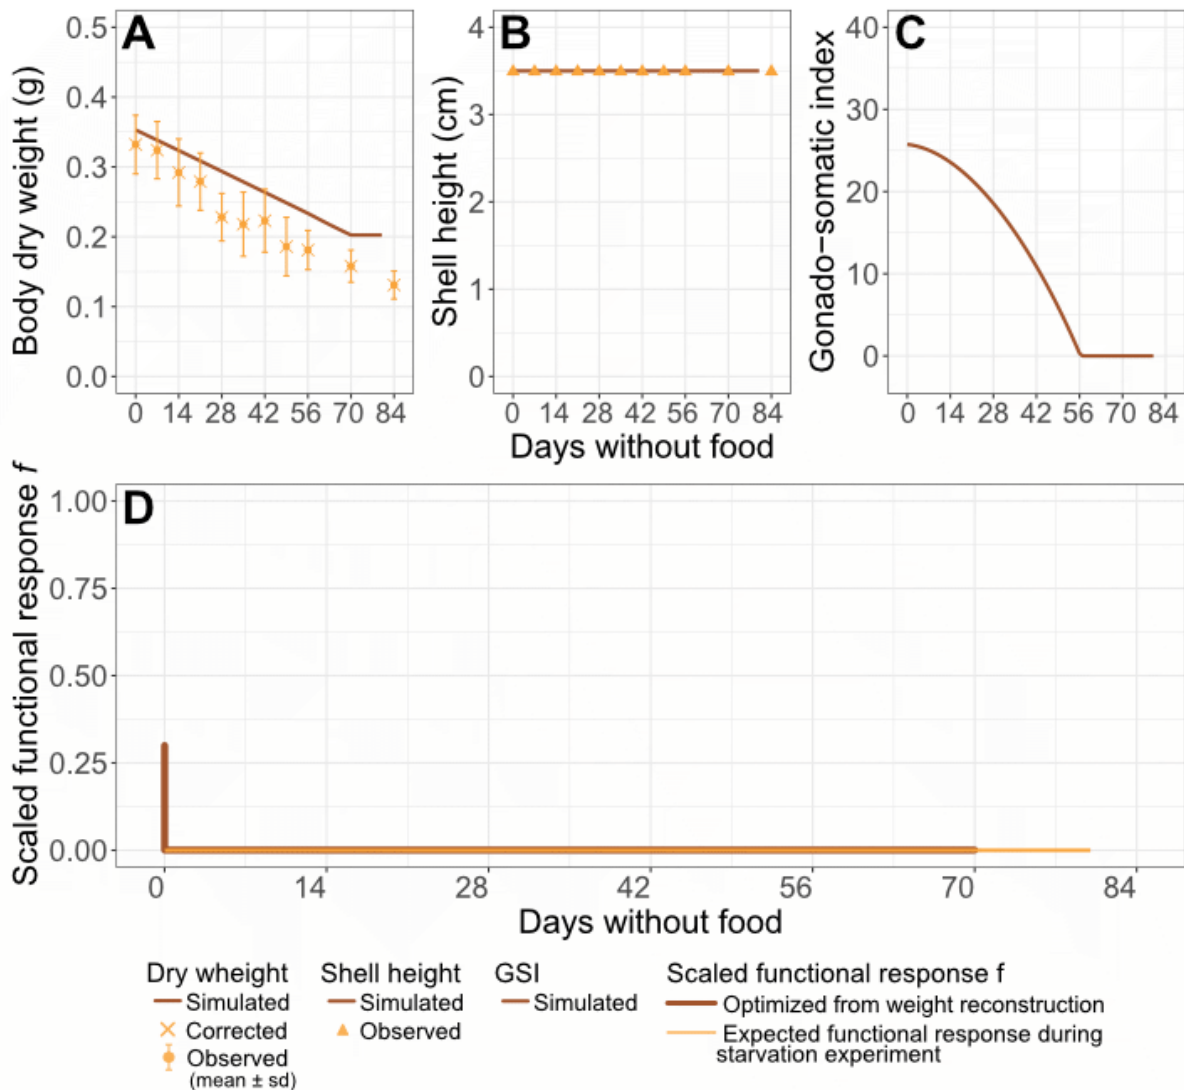 A
B
C
Body dry weight (g)
0.5
0.4
0.3
0.2
0.1
0.0
0 14 28 42 56 70 84
Shell height (cm)
4
3
2
1
0
0 14 28 42 56 70 84
Gonado-somatic index
40
30
20
10
0
0 14 28 42 56 70 84
Days without food
D
Scaled functional response f
1.00
0.75
0.50
0.25
0.00
0 14 28 42 56 70 84
Days without food
Dry wheight
Simulated
Corrected
Observed
(mean ± sd)
Shell height
Simulated
Observed
GSI
Simulated
Scaled functional response f
Optimized from weight reconstruction
Expected functional response during
starvation experiment